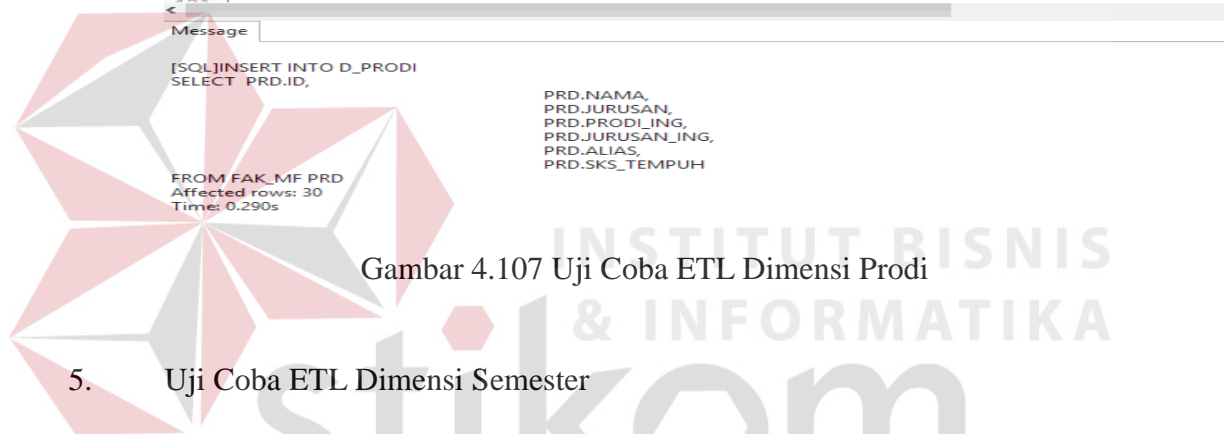 Message
[SQL]INSERT INTO D_PRODI
SELECT PRD.ID,
PRD.NAMA,
PRD.JURUSAN,
PRD.PRODI_ING,
PRD.JURUSAN_ING,
PRD.ALIAS,
PRD.SKS_TEMPUH
FROM FAK_MF PRD
Affected rows: 30
Time: 0.290s
INSTITUT BISNIS
Gambar 4.107 Uji Coba ETL Dimensi Prodi
& INFORMATIKA
5. Uji Coba ETL Dimensi Semester
stikom